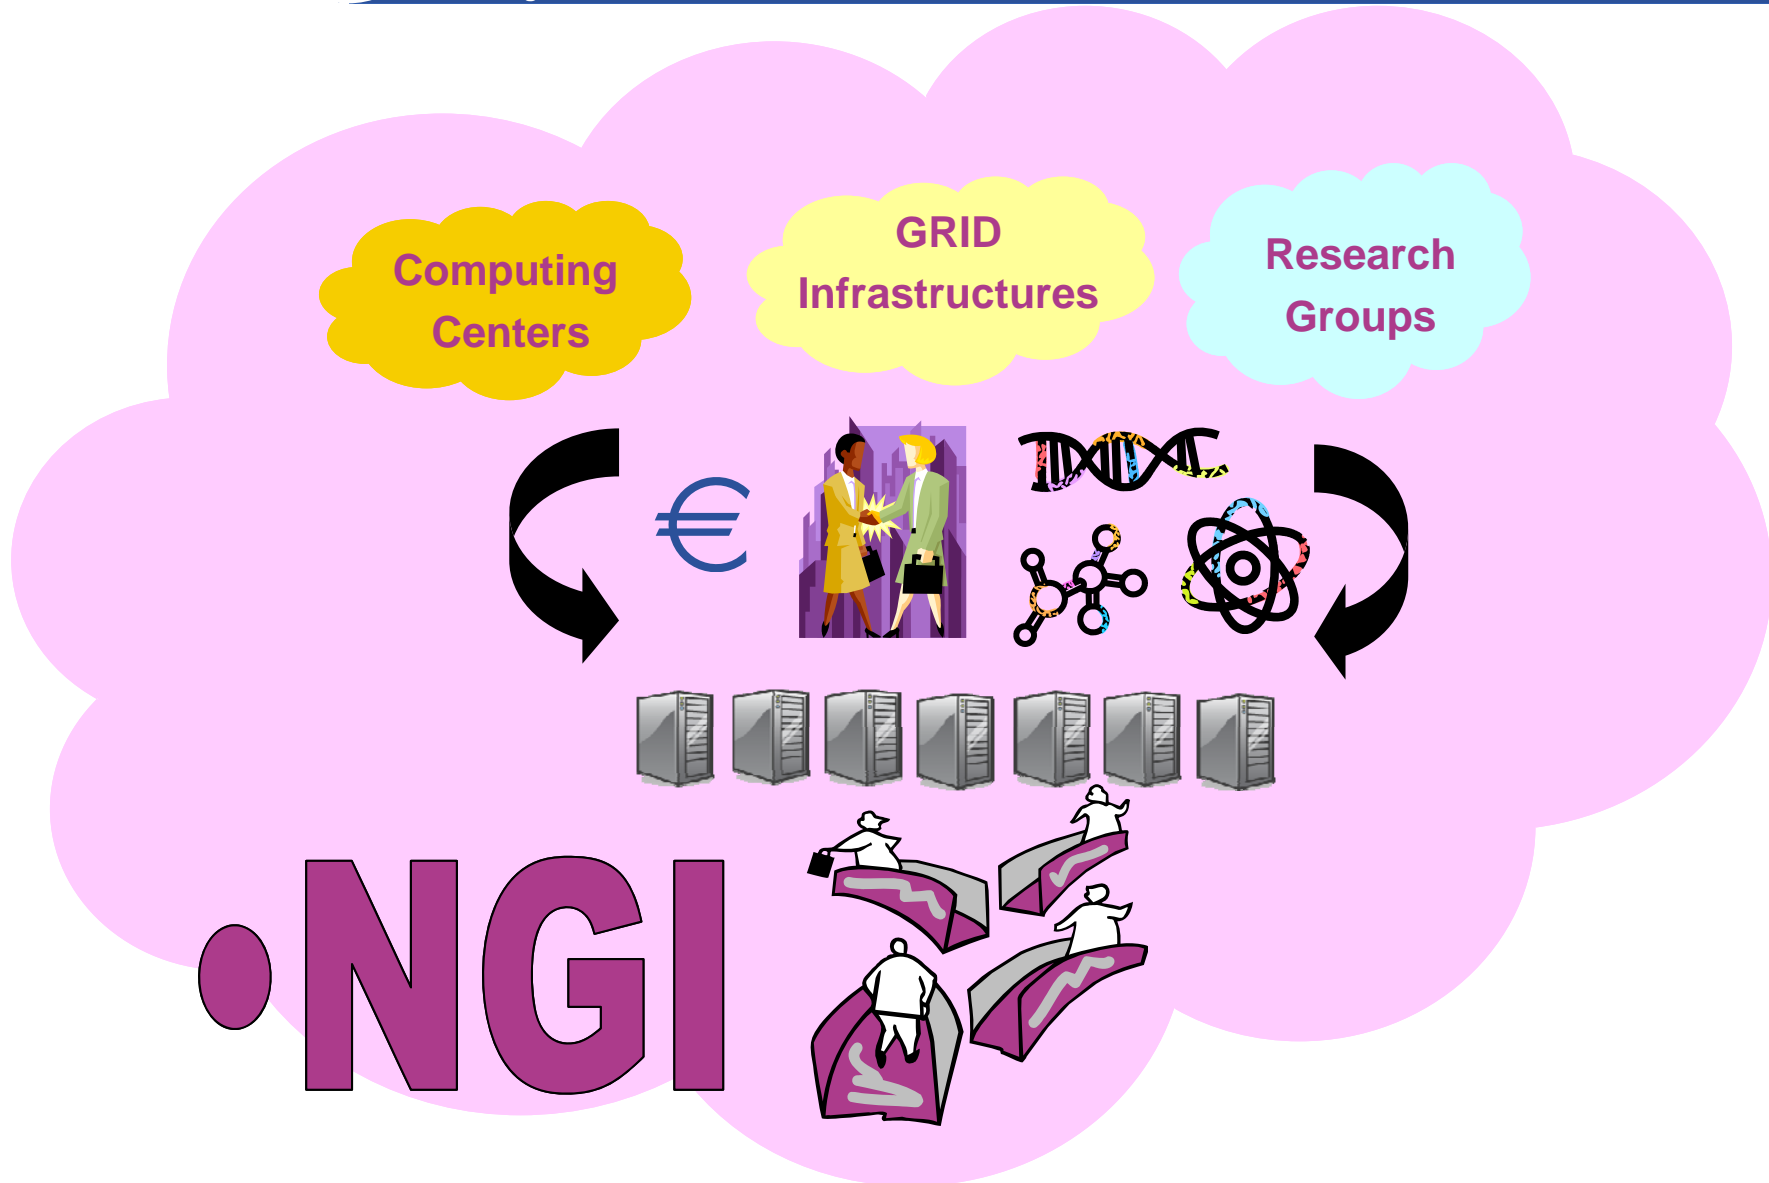 Computing
Centers
GRID
Infrastructures
Research
Groups
€
•NGI